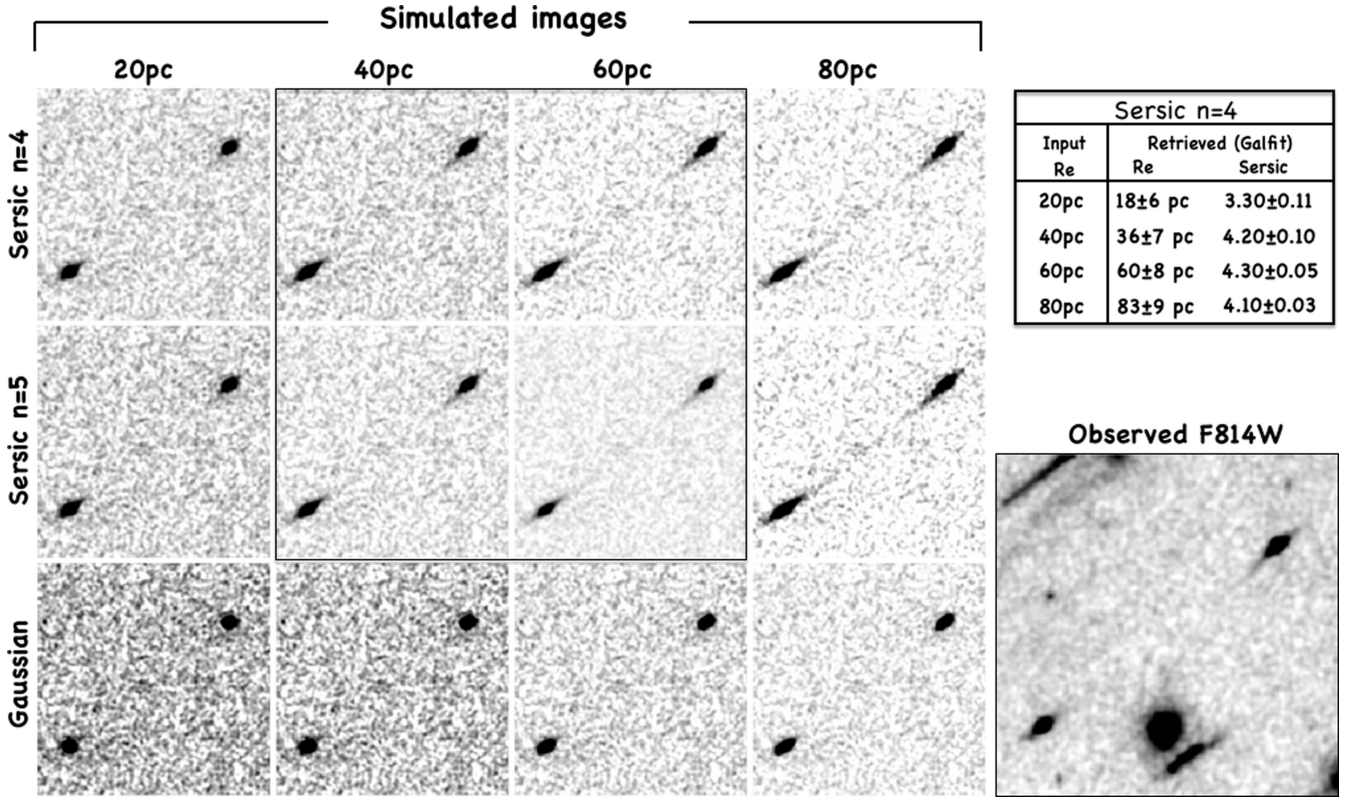 Simulated images
20pc 40pc 60pc 80pc
Sersic n=4
Sersic n=5
Gaussian
Sersic n=4
Input Retrieved (Galfit)
Re Re Sersic
20pc 18±6 pc 3.30±0.11
40pc 36±7 pc 4.20±0.10
60pc 60±8 pc 4.30±0.05
80pc 83±9 pc 4.10±0.03
Observed F814W